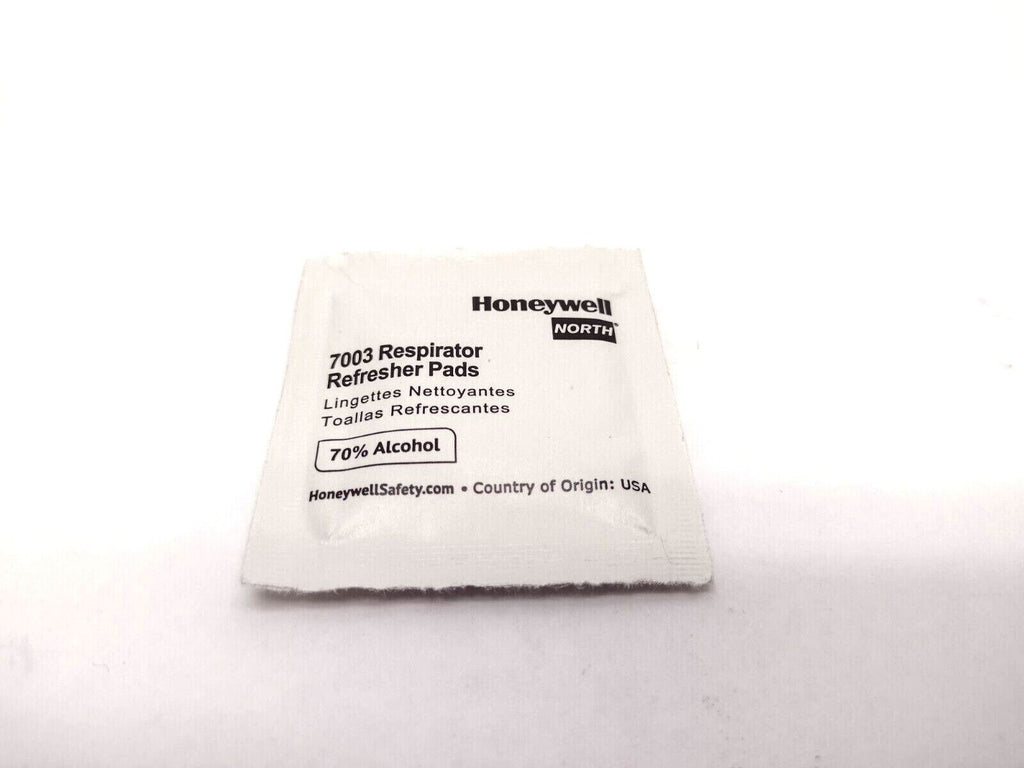 Honeywell
NORTH
7003 Respirator
Refresher Pads
Lingettes Nettoyantes
Toallas Refrescantes
70% Alcohol
HoneywellSafety.com • Country of Origin: USA